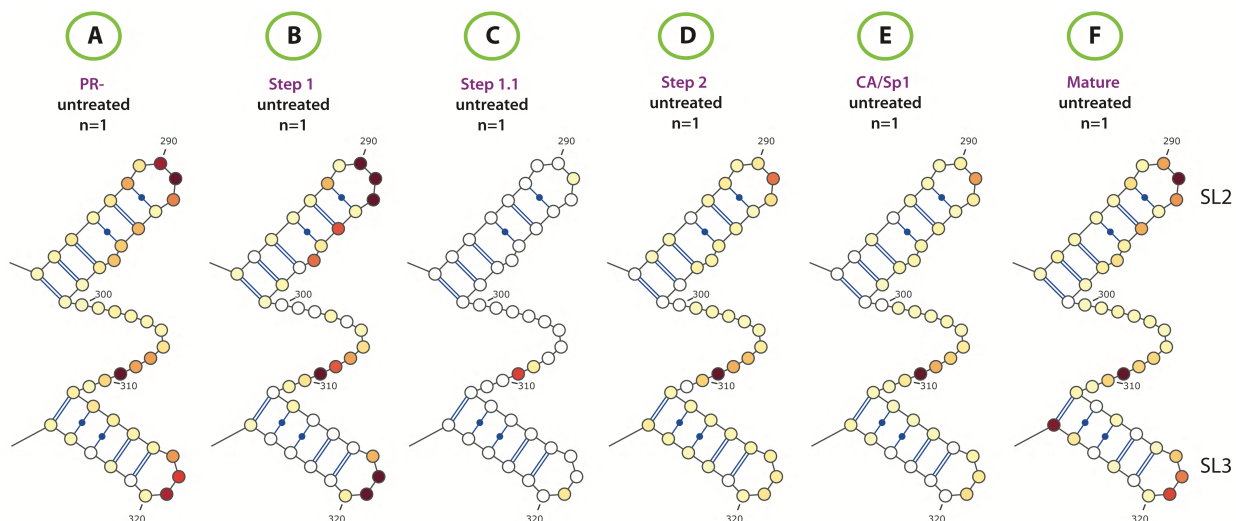 A B C D E F
PR- Step 1 Step 1.1 Step 2 CA/Sp1 Mature
untreated untreated untreated untreated untreated untreated
n=1 n=1 n=1 n=1 n=1 n=1
290 290 290 290 290 290
SL2
300 300 300 300 300 300
310 310 310 310 310 310
SL3
320 320 320 320 320 320